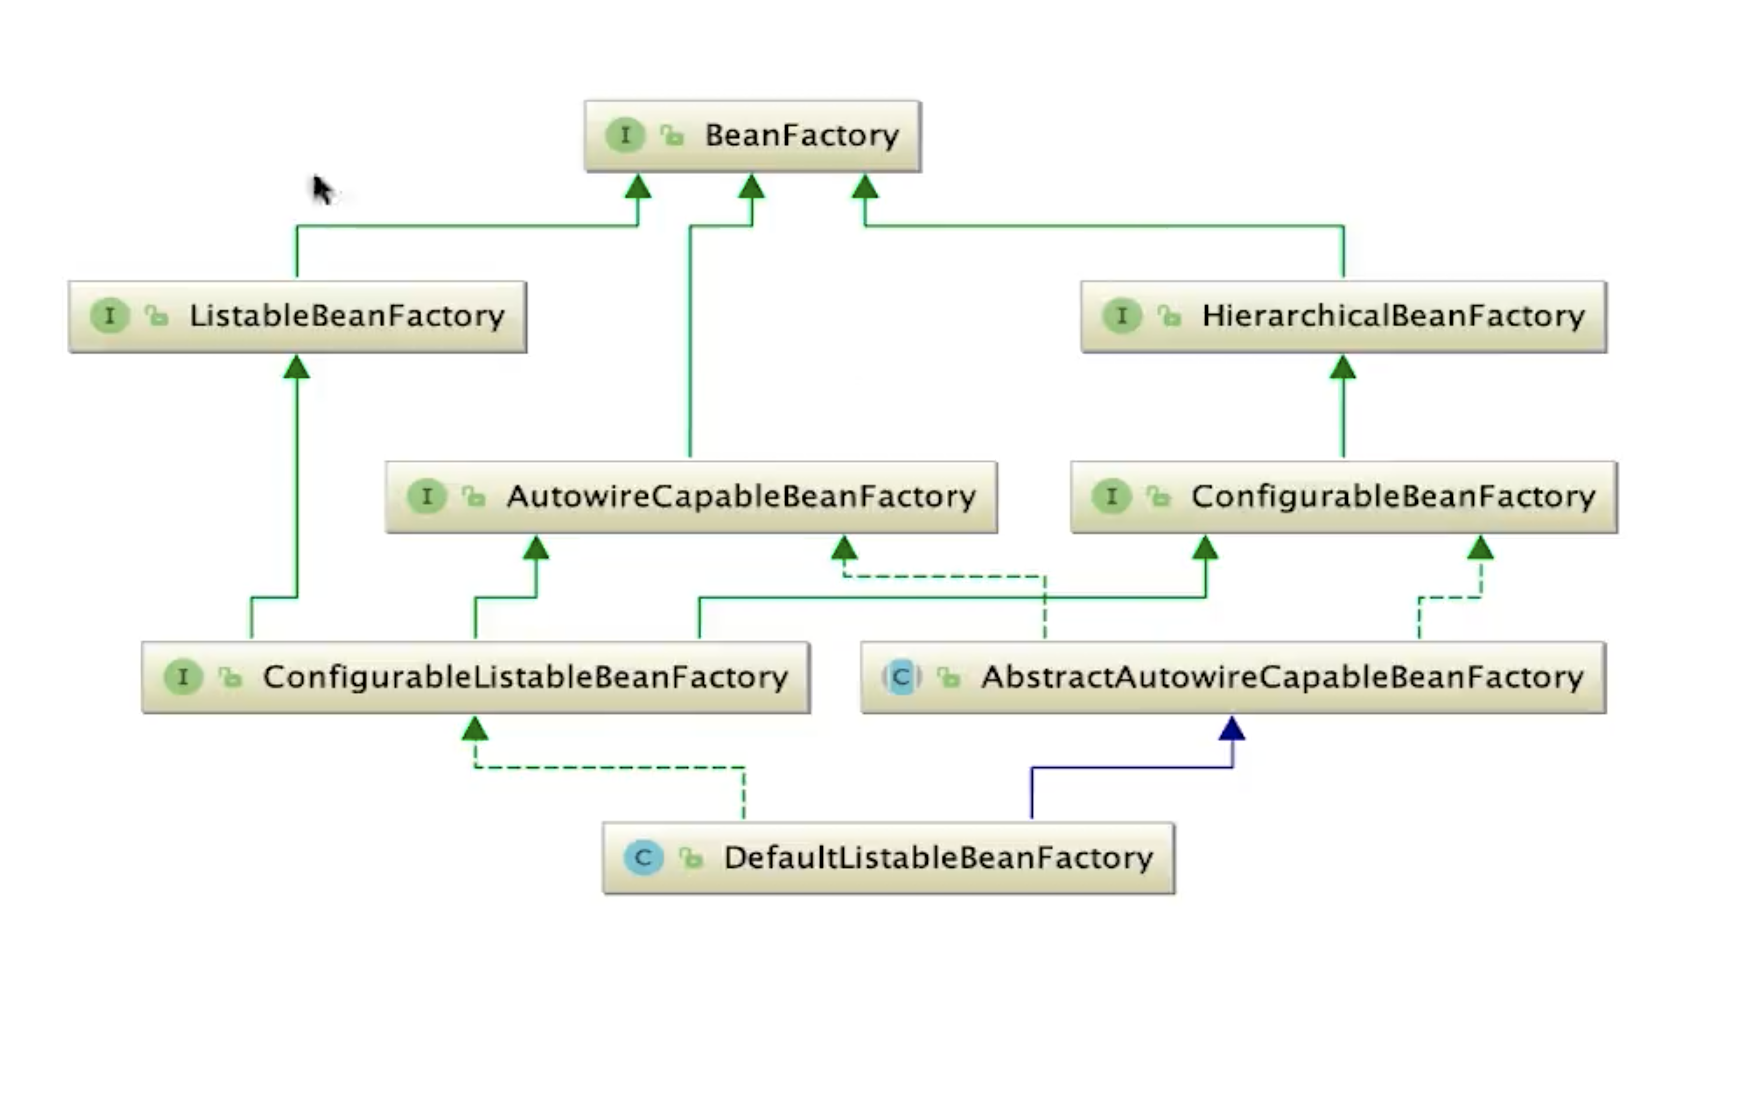 I BeanFactory
I ListableBeanFactory
I HierarchicalBeanFactory
I AutowireCapableBeanFactory
I ConfigurableBeanFactory
I ConfigurableListableBeanFactory
C AbstractAutowireCapableBeanFactory
C DefaultListableBeanFactory